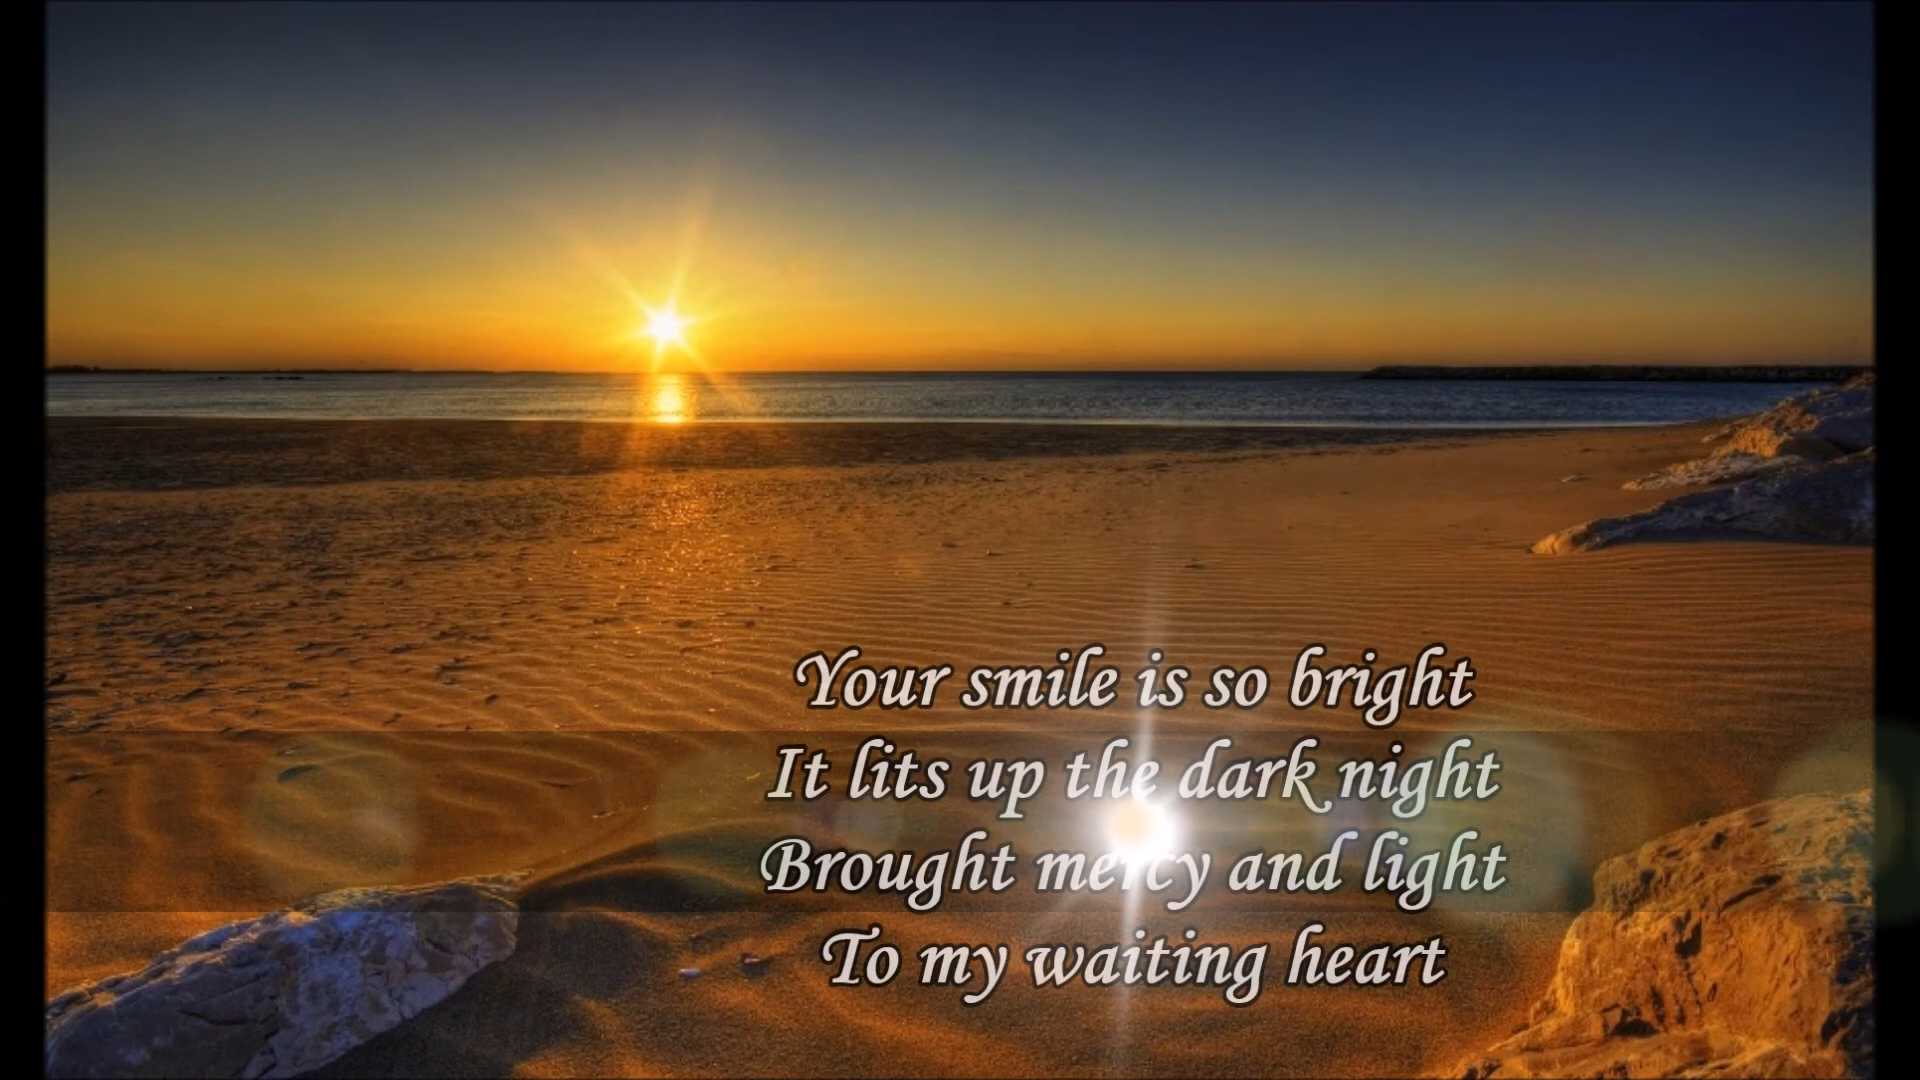 Your smile is so bright
It lits up the dark night
Brought mercy and light
To my waiting heart